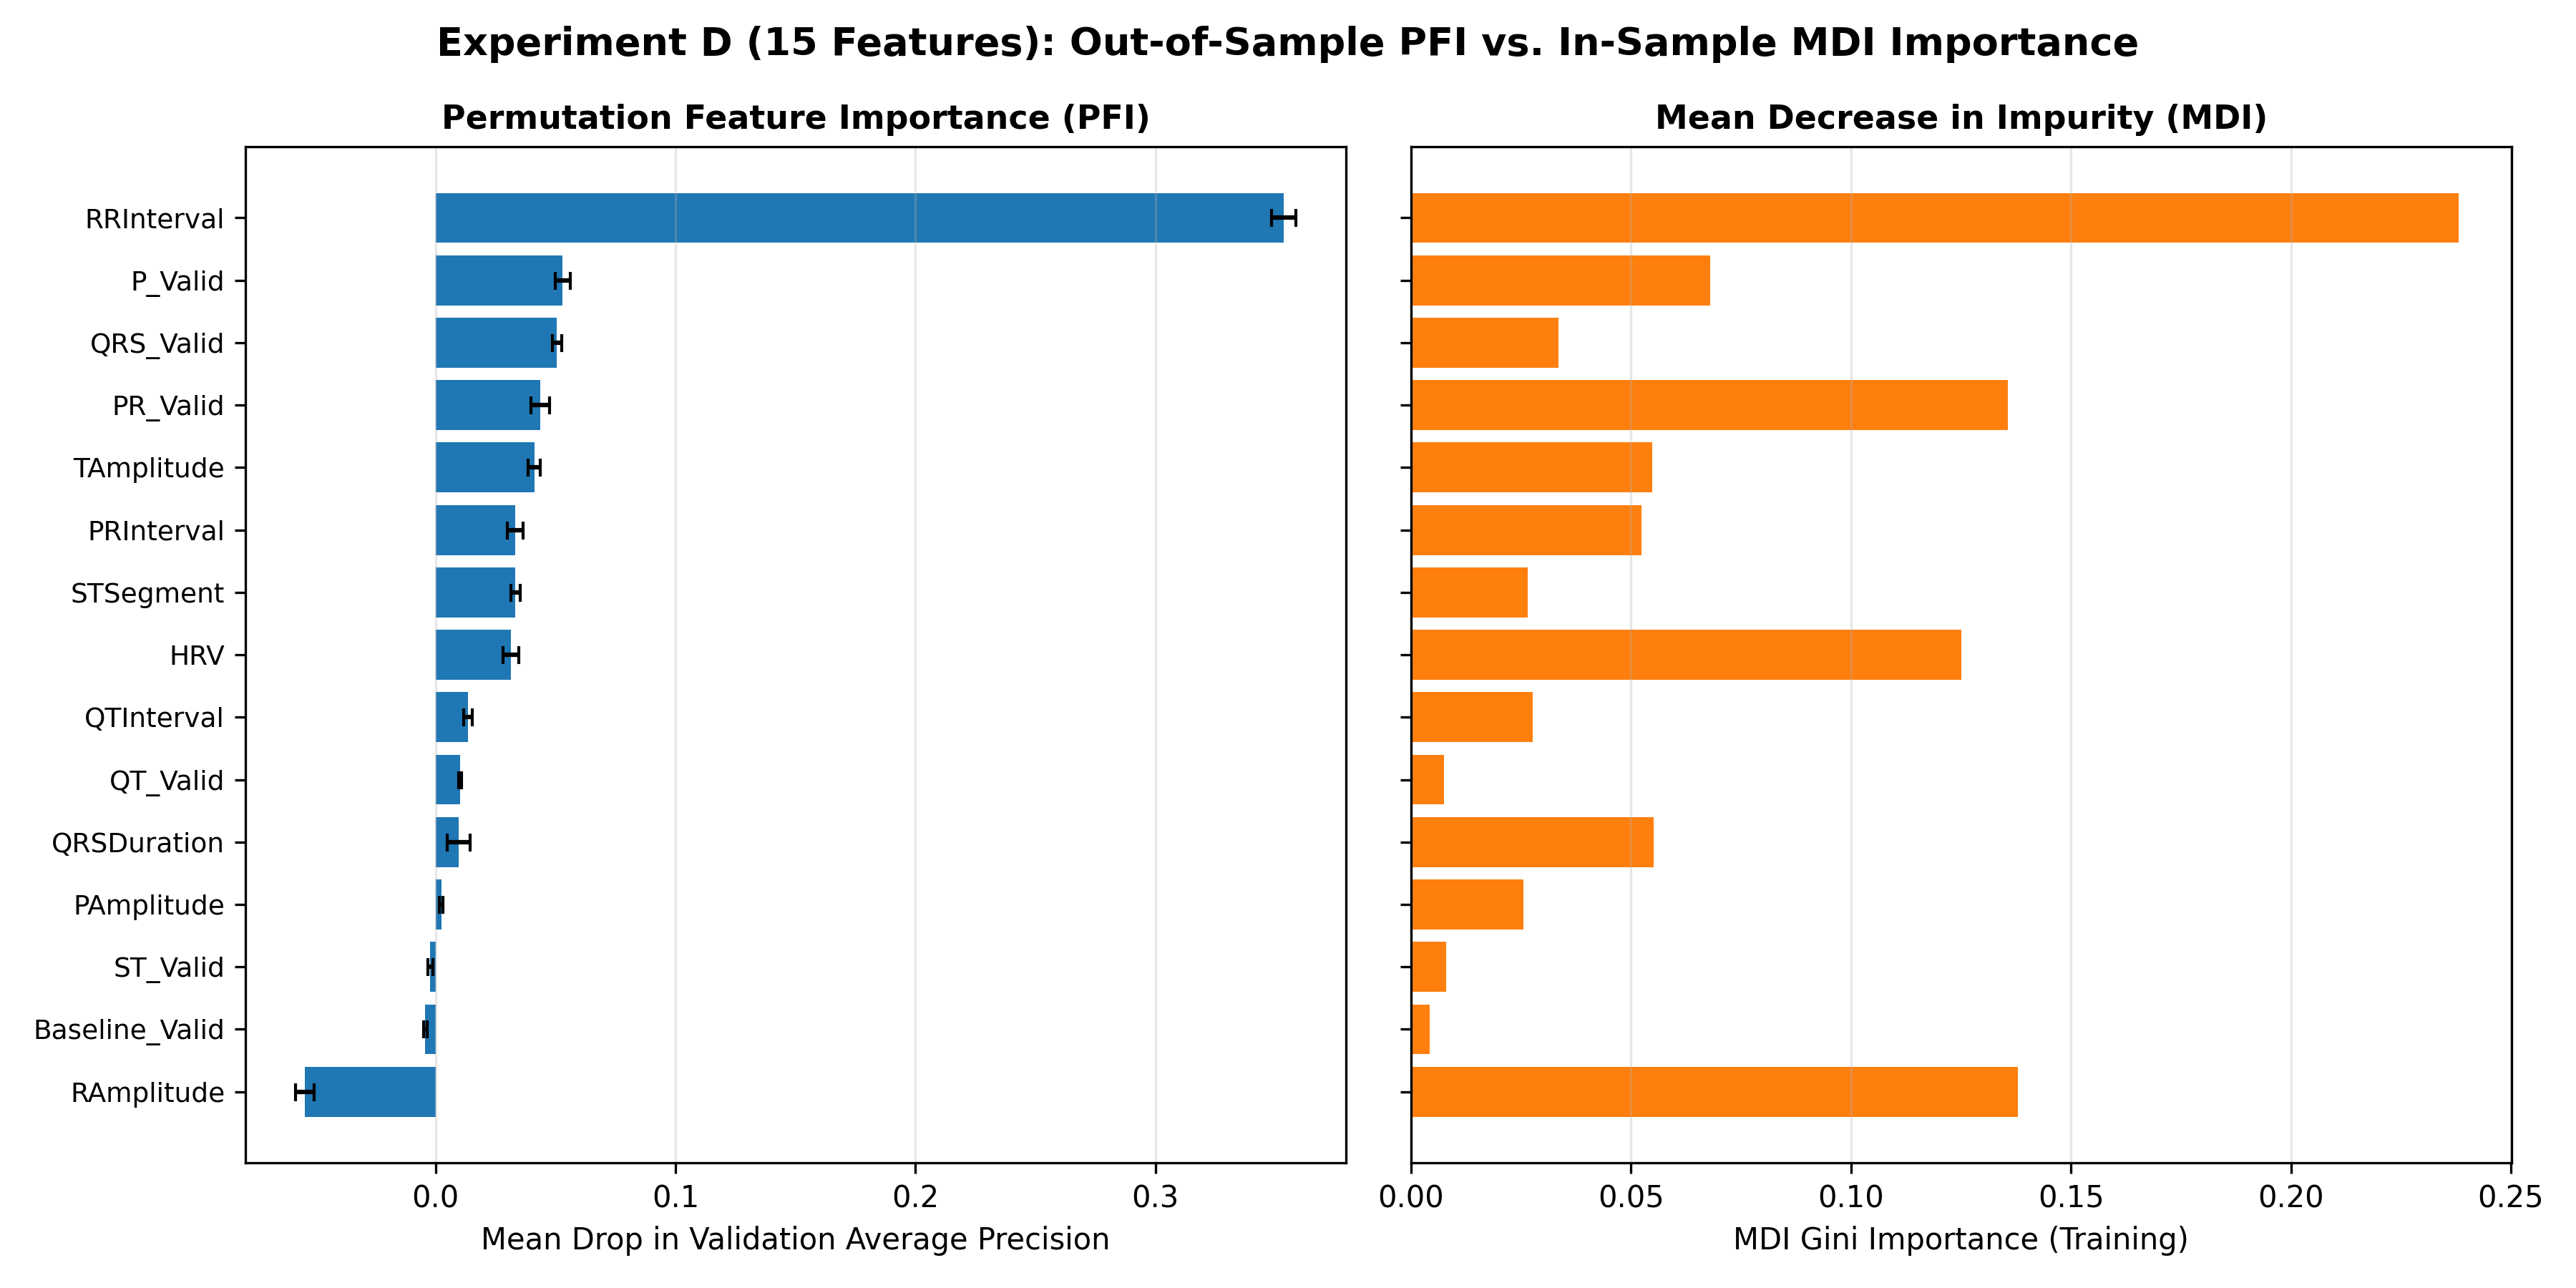 Experiment D (15 Features): Out-of-Sample PFI vs. In-Sample MDI Importance
Permutation Feature Importance (PFI)
RRInterval
P_Valid
QRS_Valid
PR_Valid
TAmplitude
PRInterval
STSegment
HRV
QTInterval
QT_Valid
QRSDuration
PAmplitude
ST_Valid
Baseline_Valid
RAmplitude
0.0 0.1 0.2 0.3
Mean Drop in Validation Average Precision
Mean Decrease in Impurity (MDI)
0.00 0.05 0.10 0.15 0.20 0.25
MDI Gini Importance (Training)